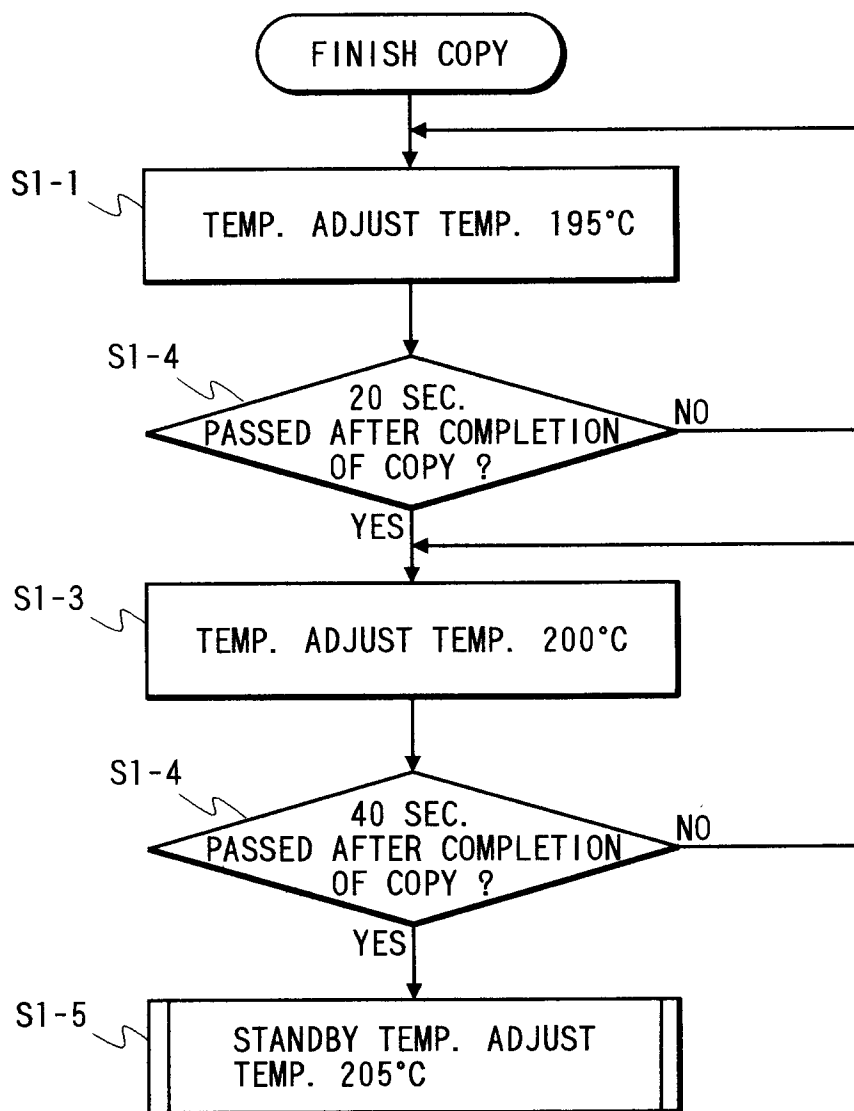 FINISH COPY
S1-1
TEMP. ADJUST TEMP. 195°C
S1-4
20 SEC.
PASSED AFTER COMPLETION
OF COPY ?
NO
YES
S1-3
TEMP. ADJUST TEMP. 200°C
S1-4
40 SEC.
PASSED AFTER COMPLETION
OF COPY ?
NO
YES
S1-5
STANDBY TEMP. ADJUST
TEMP. 205°C